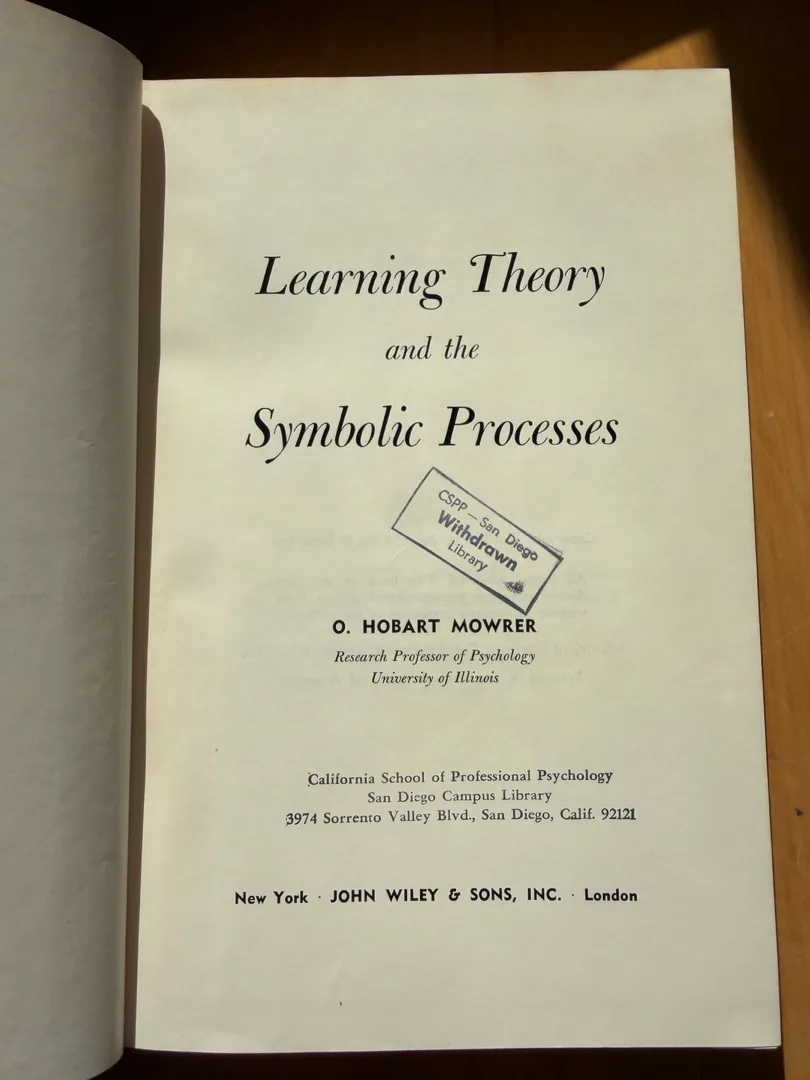 Learning Theory
and the
Symbolic Processes
CSPP — San Diego
Withdrawn
Library
O. HOBART MOWRER
Research Professor of Psychology
University of Illinois
California School of Professional Psychology
San Diego Campus Library
3974 Sorrento Valley Blvd., San Diego, Calif. 92121
New York · JOHN WILEY & SONS, INC. · London